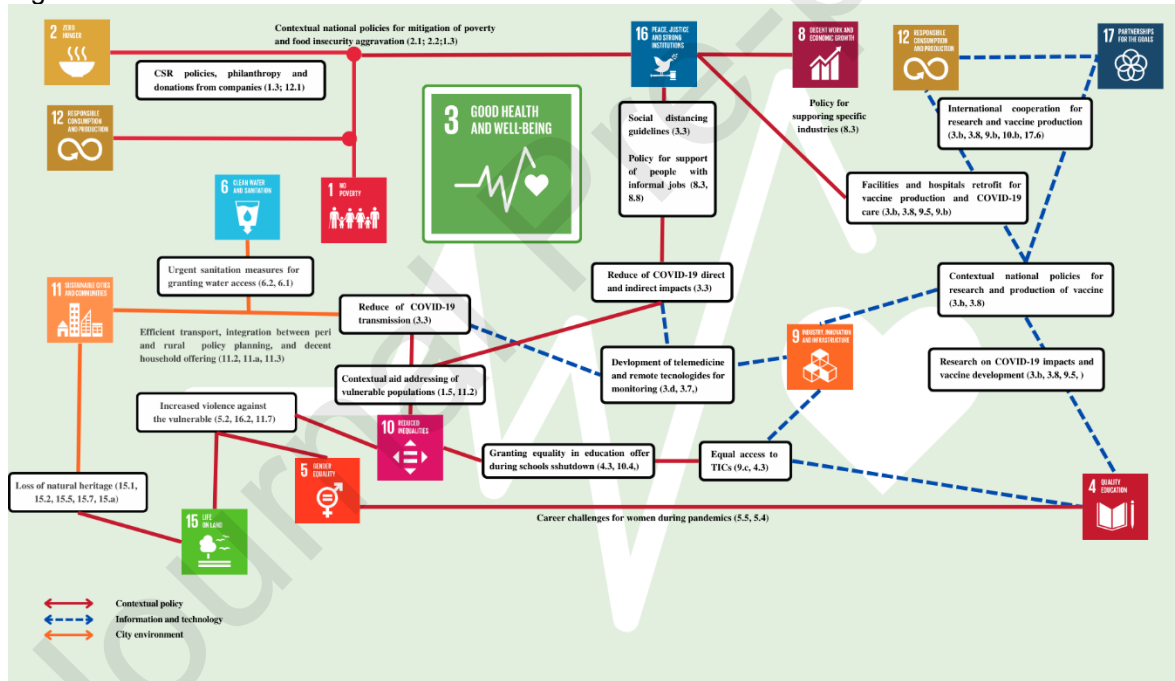 2 ZERO
HUNGER
Contextual national policies for mitigation of poverty
and food insecurity aggravation (2.1; 2.2;1.3)
CSR policies, philanthropy and
donations from companies (1.3; 12.1)
12 RESPONSIBLE
CONSUMPTION
AND PRODUCTION
16 PEACE, JUSTICE
AND STRONG
INSTITUTIONS
8 DECENT WORK AND
ECONOMIC GROWTH
12 RESPONSIBLE
CONSUMPTION
AND PRODUCTION
17 PARTNERSHIPS
FOR THE GOALS
3 GOOD HEALTH
AND WELL-BEING
6 CLEAN WATER
AND SANITATION
1 NO
POVERTY
Social distancing
guidelines (3.3)
Policy for support
of people with
informal jobs (8.3,
8.8)
Policy for
supporing specific
industries (8.3)
International cooperation for
research and vaccine production
(3.b, 3.8, 9.b, 10.b, 17.6)
Facilities and hospitals retrofit for
vaccine production and COVID-19
care (3.b, 3.8, 9.5, 9.b)
Urgent sanitation measures for
granting water access (6.2, 6.1)
11 SUSTAINABLE CITIES
AND COMMUNITIES
Efficient transport, integration between peri
and rural policy planning, and decent
household offering (11.2, 11.a, 11.3)
Reduce of COVID-19
transmission (3.3)
Reduce of COVID-19 direct
and indirect impacts (3.3)
Contextual national policies for
research and production of vaccine
(3.b, 3.8)
9 INDUSTRY, INNOVATION
AND INFRASTRUCTURE
Devlopment of telemedicine
and remote tecnologies for
monitoring (3.d, 3.7,)
Research on COVID-19 impacts and
vaccine development (3.b, 3.8, 9.5, )
Contextual aid addressing of
vulnerable populations (1.5, 11.2)
Increased violence against
the vulnerable (5.2, 16.2, 11.7)
10 REDUCED
INEQUALITIES
5 GENDER
EQUALITY
Granting equality in education offer
during schools sshutdown (4.3, 10.4,)
Equal access to
TICs (9.c, 4.3)
4 QUALITY
EDUCATION
Loss of natural heritage (15.1,
15.2, 15.5, 15.7, 15.a)
15 LIFE
ON LAND
Career challenges for women during pandemics (5.5, 5.4)
Contextual policy
Information and technology
City environment
Journal Pre-p